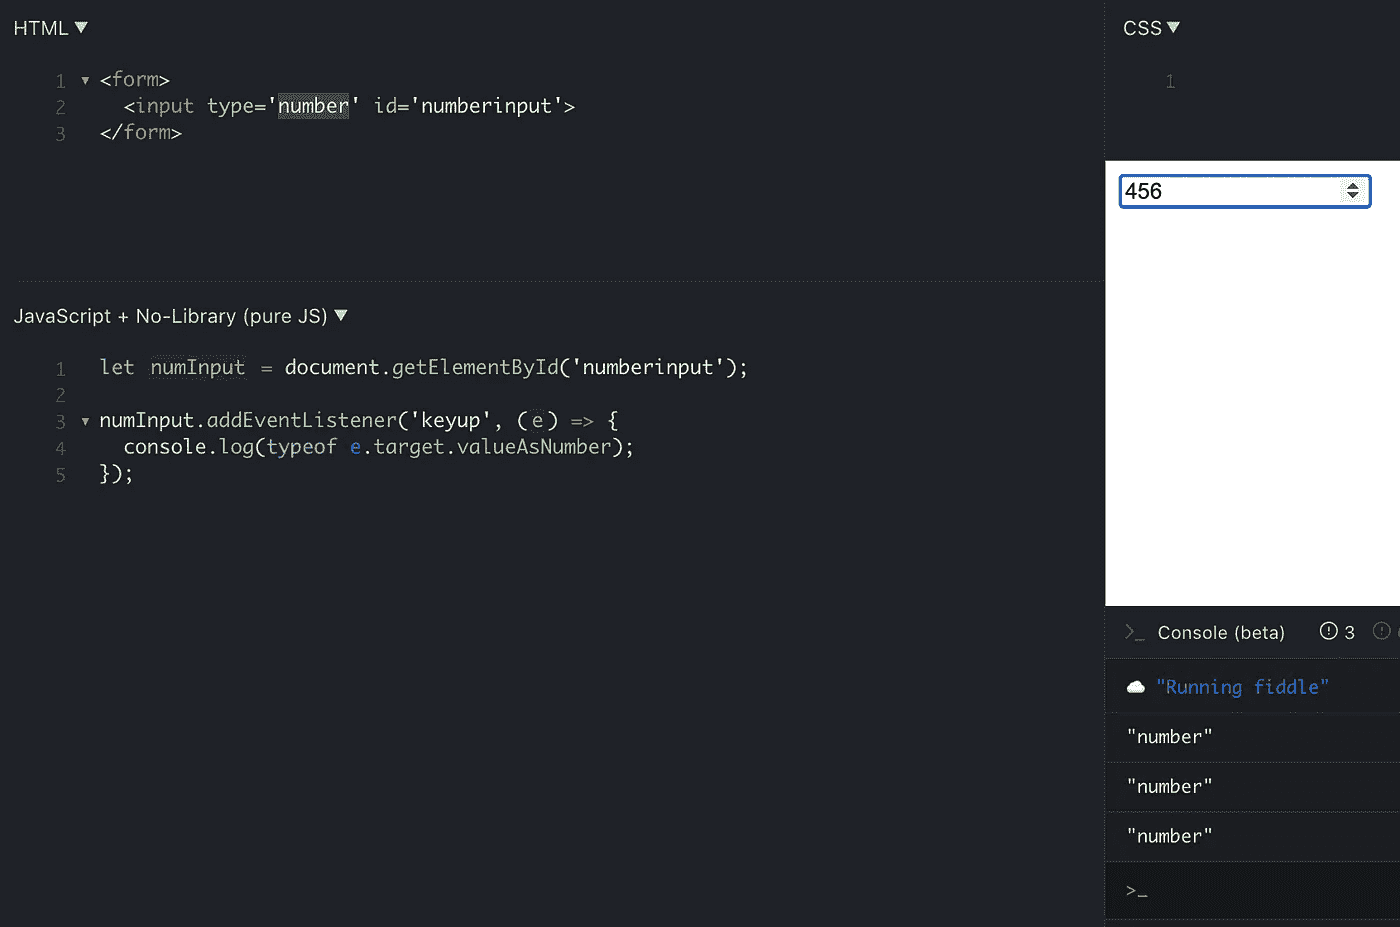 HTML ▼
1 ▼ <form>
2 <input type='number' id='numberinput'>
3 </form>
JavaScript + No-Library (pure JS) ▼
1 let numInput = document.getElementById('numberinput');
2
3 ▼ numInput.addEventListener('keyup', (e) => {
4 console.log(typeof e.target.valueAsNumber);
5 });
CSS ▼
1
456
>_ Console (beta) 3
"Running fiddle"
"number"
"number"
"number"
>_